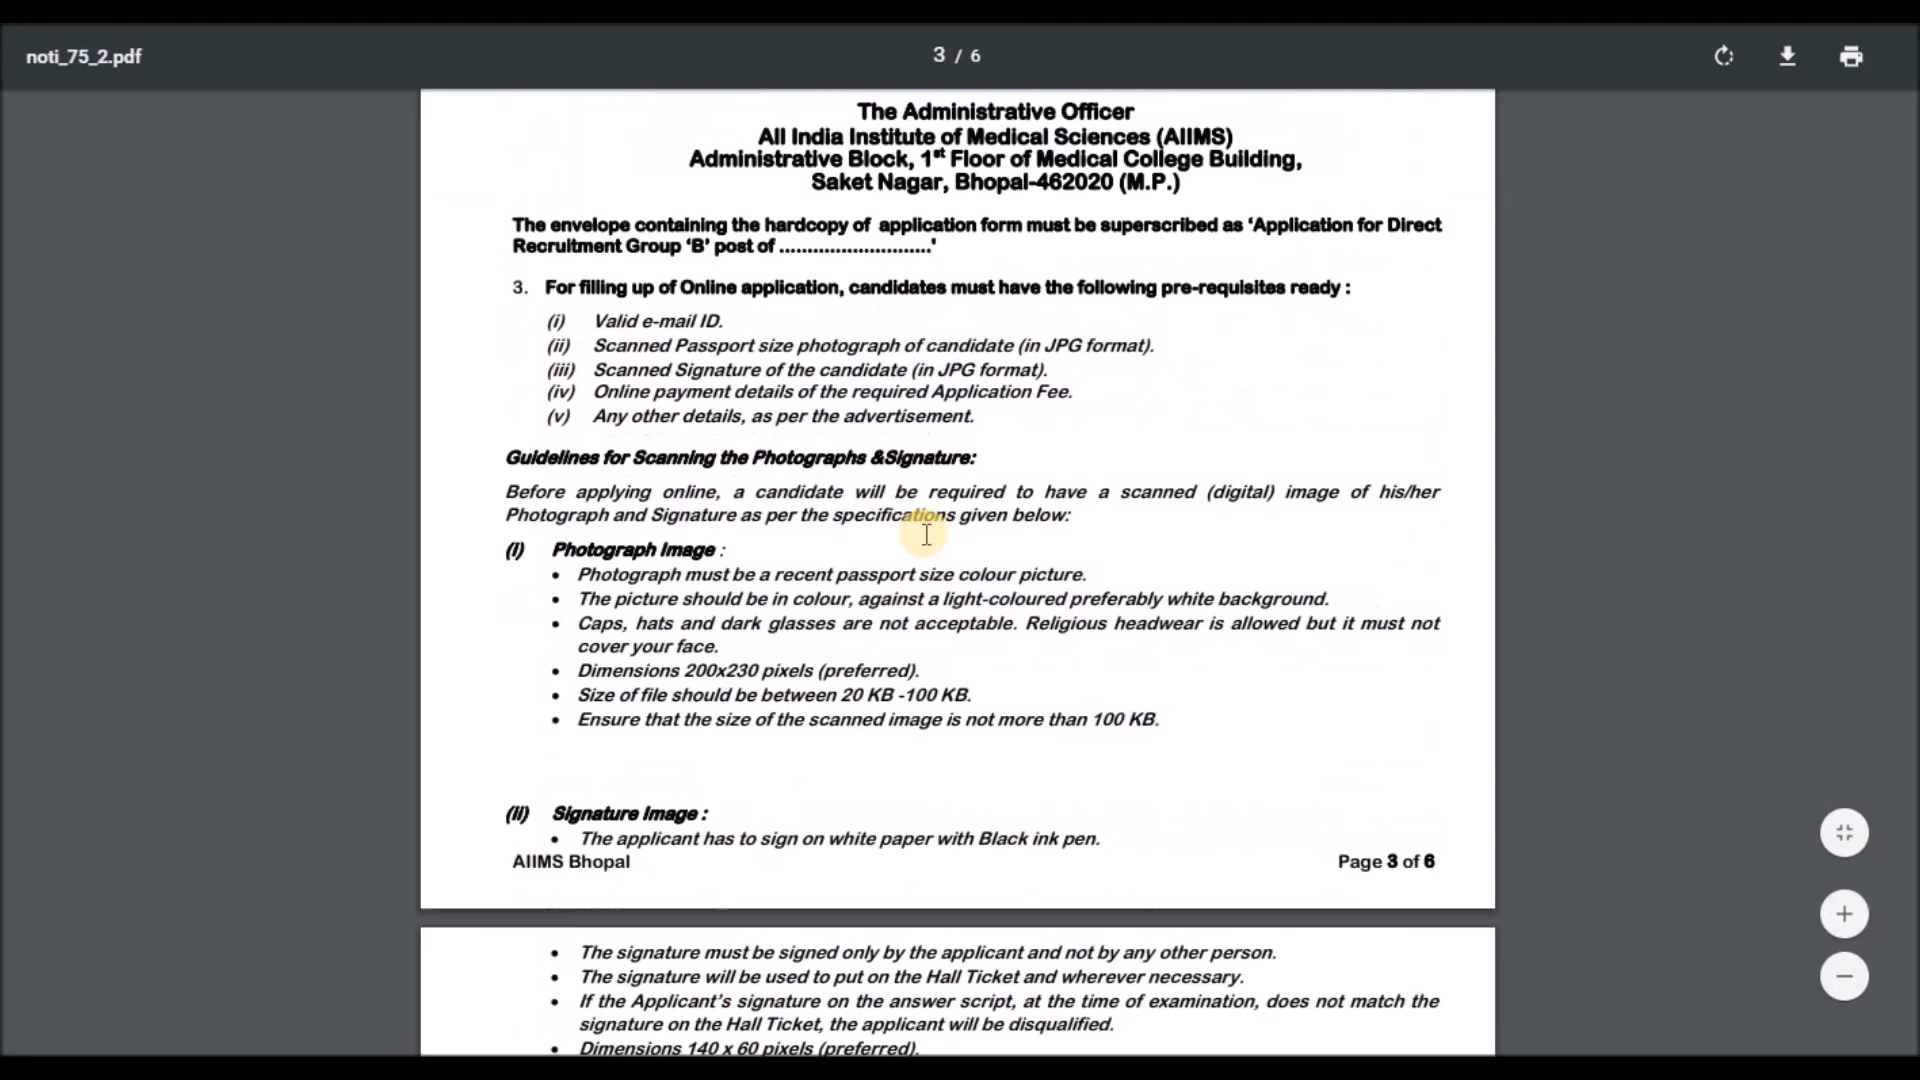 noti_75_2.pdf
3 / 6
The Administrative Officer
All India Institute of Medical Sciences (AIIMS)
Administrative Block, 1st Floor of Medical College Building,
Saket Nagar, Bhopal-462020 (M.P.)
The envelope containing the hardcopy of application form must be superscribed as ‘Application for Direct
Recruitment Group ‘B’ post of ...........................’
3. For filling up of Online application, candidates must have the following pre-requisites ready :
(i) Valid e-mail ID.
(ii) Scanned Passport size photograph of candidate (in JPG format).
(iii) Scanned Signature of the candidate (in JPG format).
(iv) Online payment details of the required Application Fee.
(v) Any other details, as per the advertisement.
Guidelines for Scanning the Photographs &Signature:
Before applying online, a candidate will be required to have a scanned (digital) image of his/her
Photograph and Signature as per the specifications given below:
(i) Photograph Image :
• Photograph must be a recent passport size colour picture.
• The picture should be in colour, against a light-coloured preferably white background.
• Caps, hats and dark glasses are not acceptable. Religious headwear is allowed but it must not
cover your face.
• Dimensions 200x230 pixels (preferred).
• Size of file should be between 20 KB -100 KB.
• Ensure that the size of the scanned image is not more than 100 KB.
(ii) Signature Image :
• The applicant has to sign on white paper with Black ink pen.
AIIMS Bhopal
Page 3 of 6
• The signature must be signed only by the applicant and not by any other person.
• The signature will be used to put on the Hall Ticket and wherever necessary.
• If the Applicant’s signature on the answer script, at the time of examination, does not match the
signature on the Hall Ticket, the applicant will be disqualified.
• Dimensions 140 x 60 pixels (preferred).